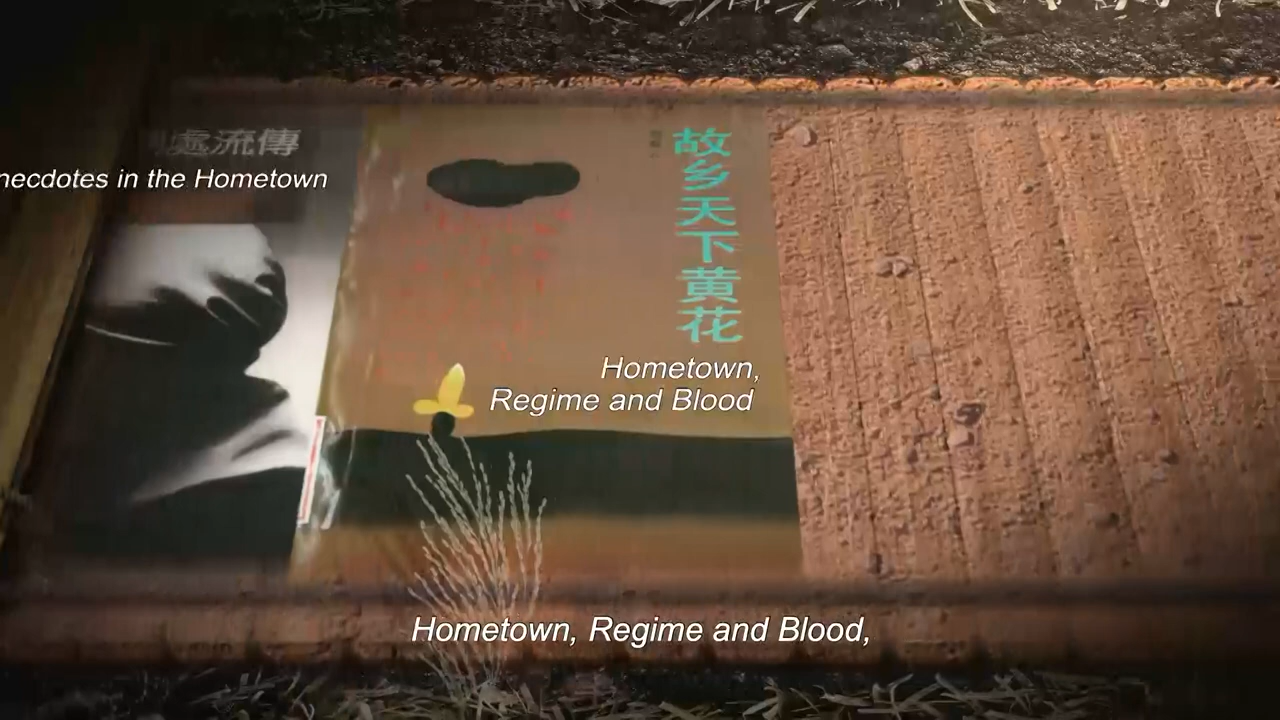 處流傳
necdotes in the Hometown
故乡天下黄花
Hometown,
Regime and Blood
Hometown, Regime and Blood,